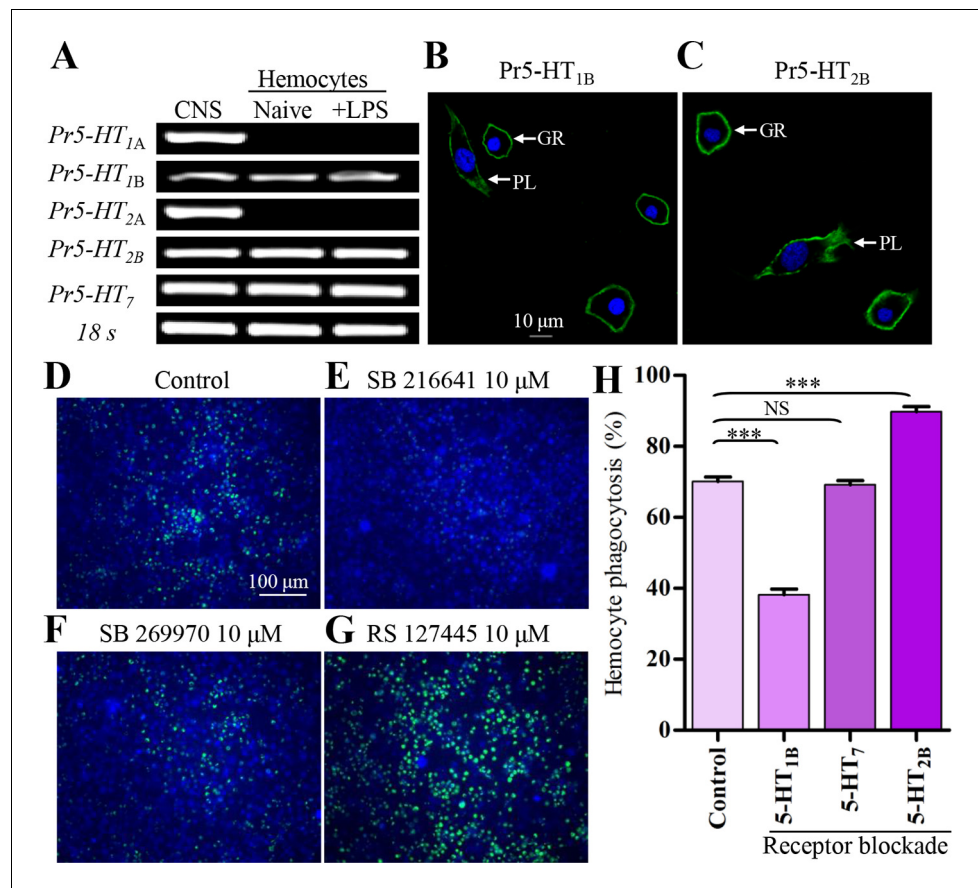 A
Hemocytes
CNS Naive +LPS
Pr5-HT1A
Pr5-HT1B
Pr5-HT2A
Pr5-HT2B
Pr5-HT7
18 s
B
Pr5-HT1B
GR
PL
10 μm
C
Pr5-HT2B
GR
PL
D Control
100 μm
E SB 216641 10 μM
F SB 269970 10 μM
G RS 127445 10 μM
H
Hemocyte phagocytosis (%)
100
80
60
40
20
0
***
NS
***
Control
5-HT1B
5-HT7
5-HT2B
Receptor blockade